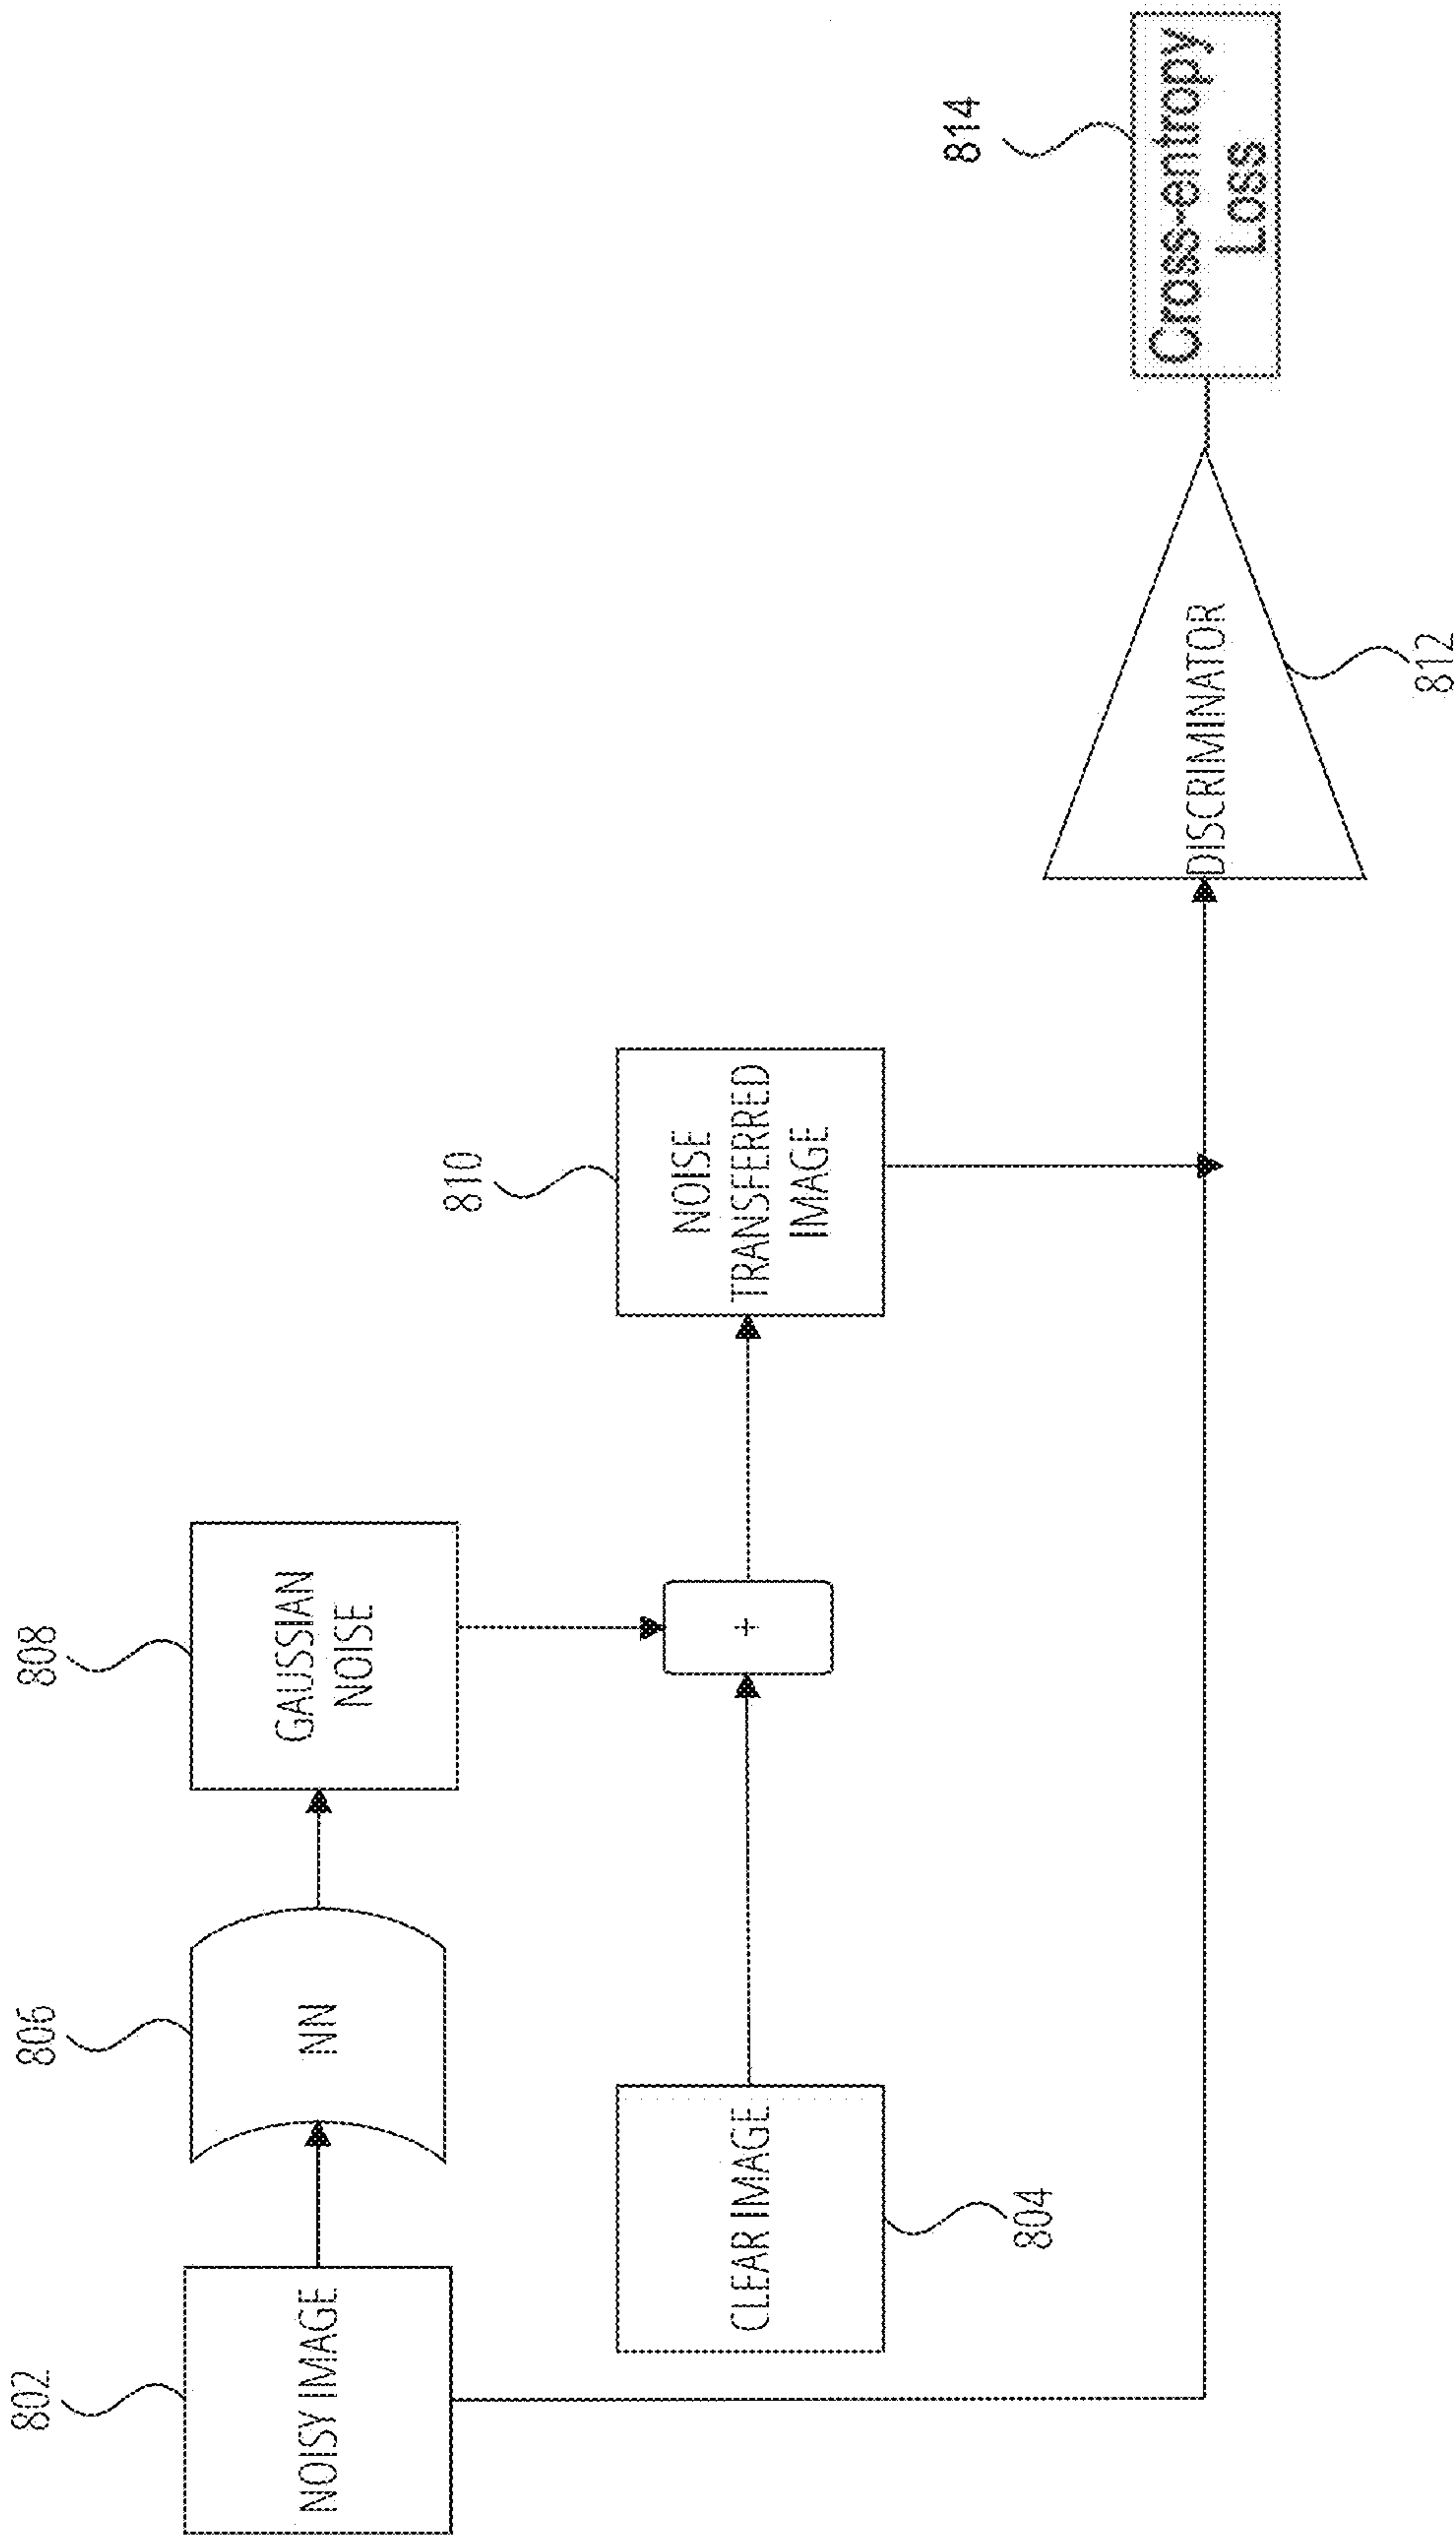 802
NOISY IMAGE
806
NN
808
GAUSSIAN
NOISE
804
CLEAR IMAGE
+
810
NOISE
TRANSFERRED
IMAGE
812
DISCRIMINATOR
814
Cross-entropy
Loss